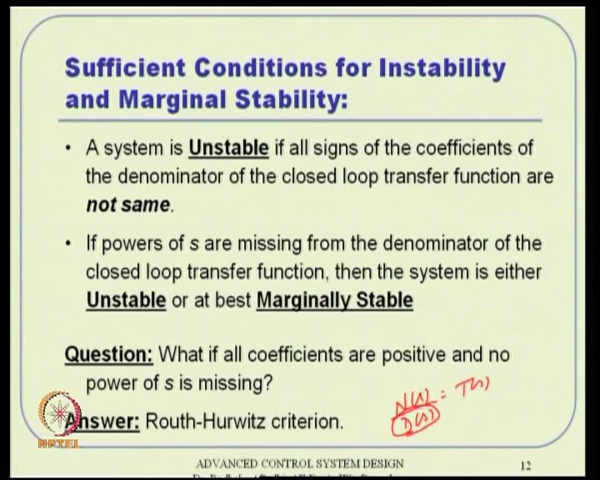 Sufficient Conditions for Instability
and Marginal Stability:
• A system is Unstable if all signs of the coefficients of
the denominator of the closed loop transfer function are
not same.
• If powers of s are missing from the denominator of the
closed loop transfer function, then the system is either
Unstable or at best Marginally Stable
Question: What if all coefficients are positive and no
power of s is missing?
N(s)
D(s) = T(s)
Answer: Routh-Hurwitz criterion.
NPTEL
ADVANCED CONTROL SYSTEM DESIGN
12